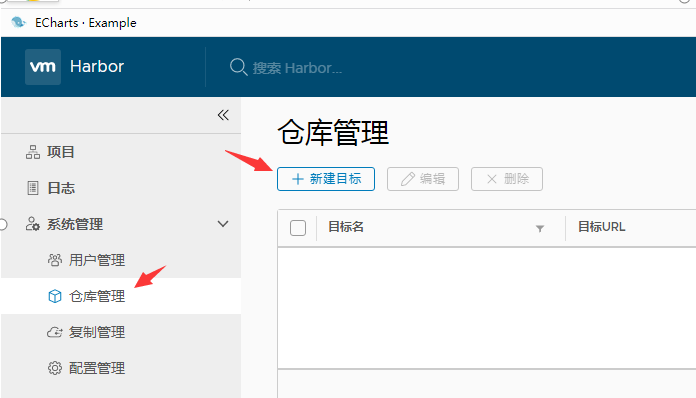 ECharts · Example
vm Harbor
搜索 Harbor...
仓库管理
项目
新建目标 编辑 删除
日志
系统管理
目标名 目标URL
用户管理
仓库管理
复制管理
配置管理